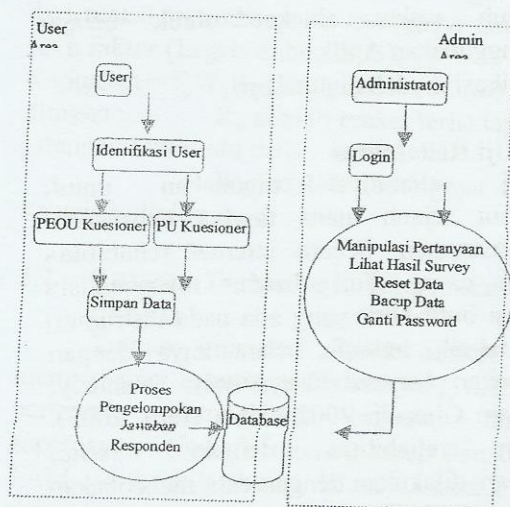 User
Area
User
Identifikasi User
PEOU Kuesioner
PU Kuesioner
Simpan Data
Proses
Pengelompokan
Jawaban
Responden
Database
Admin
Area
Administrator
Login
Manipulasi Pertanyaan
Lihat Hasil Survey
Reset Data
Bacup Data
Ganti Password